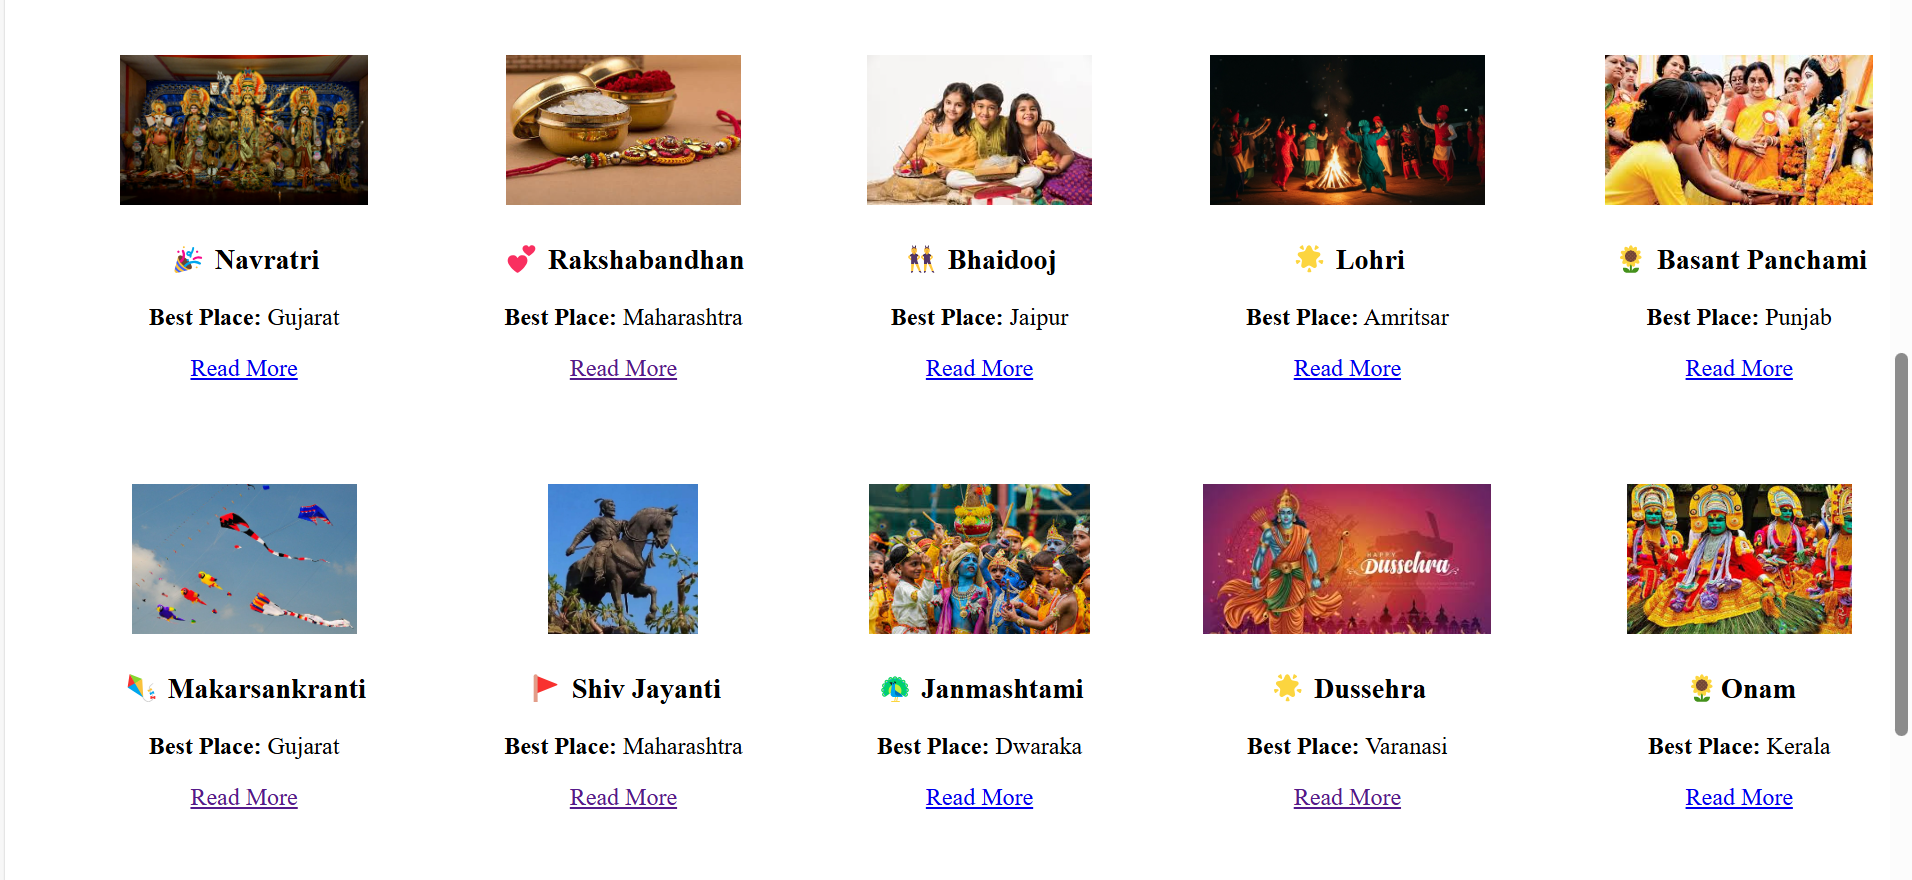 🎉 Navratri
Best Place: Gujarat
Read More
💕 Rakshabandhan
Best Place: Maharashtra
Read More
👯 Bhaidooj
Best Place: Jaipur
Read More
🌟 Lohri
Best Place: Amritsar
Read More
🌻 Basant Panchami
Best Place: Punjab
Read More
🪁 Makarsankranti
Best Place: Gujarat
Read More
🚩 Shiv Jayanti
Best Place: Maharashtra
Read More
🦚 Janmashtami
Best Place: Dwaraka
Read More
HAPPY
Dussehra
🌟 Dussehra
Best Place: Varanasi
Read More
🌻Onam
Best Place: Kerala
Read More